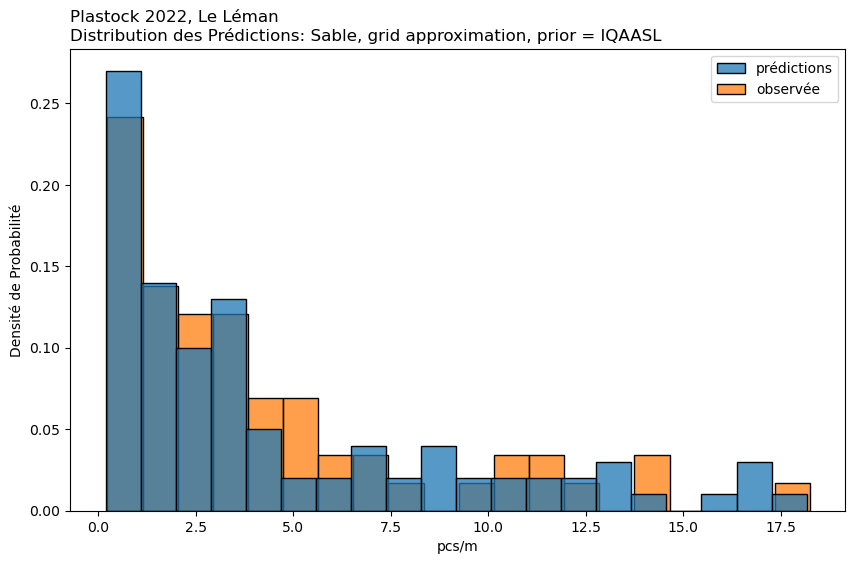 Plastock 2022, Le Léman
Distribution des Prédictions: Sable, grid approximation, prior = IQAASL
prédictions
observée
Densité de Probabilité
0.25
0.20
0.15
0.10
0.05
0.00
0.0 2.5 5.0 7.5 10.0 12.5 15.0 17.5
pcs/m